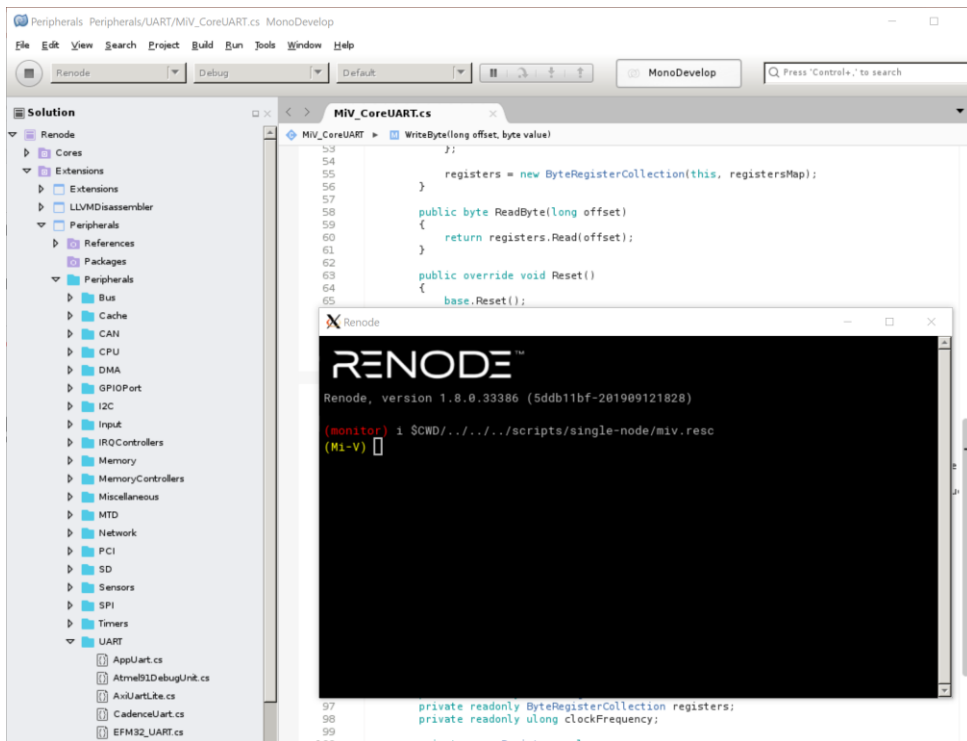 Peripherals Peripherals/UART/MiV_CoreUART.cs MonoDevelop
File Edit View Search Project Build Run Tools Window Help
Renode Debug Default MonoDevelop Press 'Control+,' to search
Solution
Renode
Cores
Extensions
Extensions
LLVMDisassembler
Peripherals
References
Packages
Peripherals
Bus
Cache
CAN
CPU
DMA
GPIOPort
I2C
Input
IRQControllers
Memory
MemoryControllers
Miscellaneous
MTD
Network
PCI
SD
Sensors
SPI
Timers
UART
AppUart.cs
Atmel91DebugUnit.cs
AxiUartLite.cs
CadenceUart.cs
EFM32_UART.cs
MiV_CoreUART.cs
MiV_CoreUART WriteByte(long offset, byte value)
53 };
54
55 registers = new ByteRegisterCollection(this, registersMap);
56 }
57
58 public byte ReadByte(long offset)
59 {
60 return registers.Read(offset);
61 }
62
63 public override void Reset()
64 {
65 base.Reset();
Renode
RENODE™
Renode, version 1.8.0.33386 (5ddb11bf-201909121828)
(monitor) i $CWD/../../../scripts/single-node/miv.resc
(Mi-V)
97 private readonly ByteRegisterCollection registers;
98 private readonly ulong clockFrequency;
99